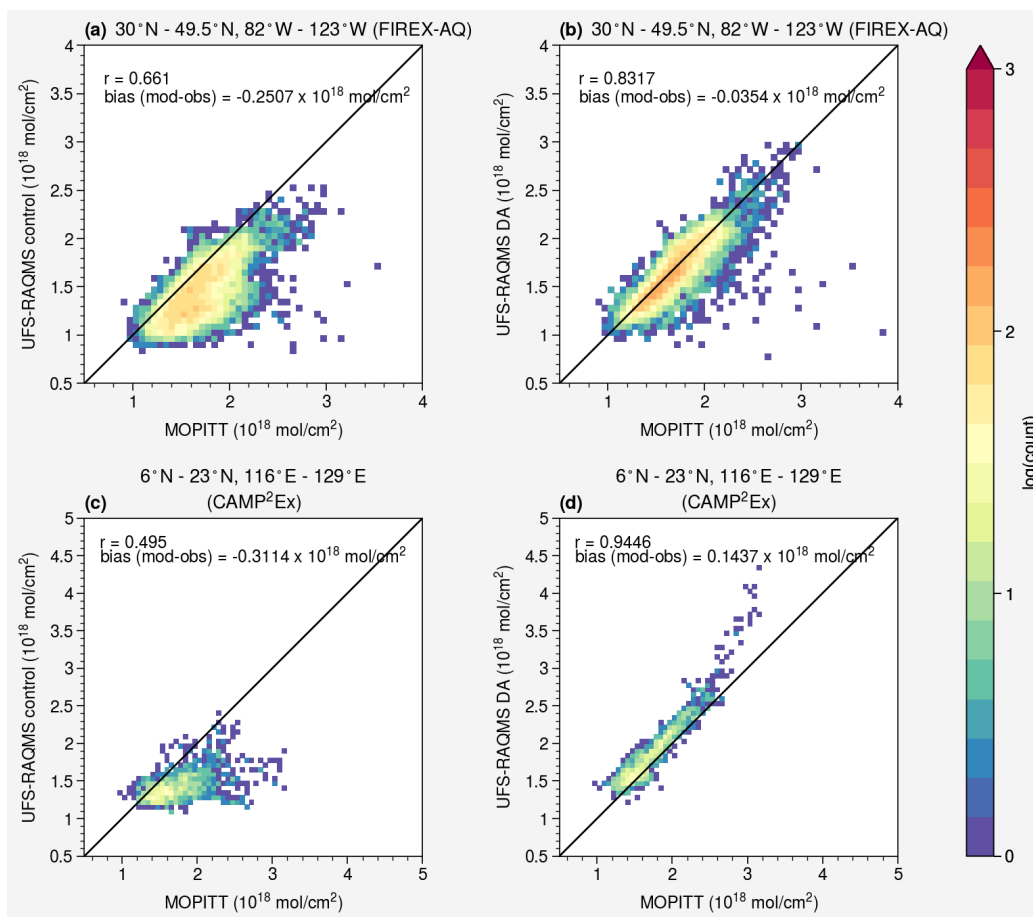 (a) 30°N - 49.5°N, 82°W - 123°W (FIREX-AQ)
r = 0.661
bias (mod-obs) = -0.2507 x 10¹⁸ mol/cm²
UFS-RAQMS control (10¹⁸ mol/cm²)
4
3.5
3
2.5
2
1.5
1
0.5
1 2 3 4
MOPITT (10¹⁸ mol/cm²)
(b) 30°N - 49.5°N, 82°W - 123°W (FIREX-AQ)
r = 0.8317
bias (mod-obs) = -0.0354 x 10¹⁸ mol/cm²
UFS-RAQMS DA (10¹⁸ mol/cm²)
4
3.5
3
2.5
2
1.5
1
0.5
1 2 3 4
MOPITT (10¹⁸ mol/cm²)
6°N - 23°N, 116°E - 129°E
(c) (CAMP²Ex)
r = 0.495
bias (mod-obs) = -0.3114 x 10¹⁸ mol/cm²
UFS-RAQMS control (10¹⁸ mol/cm²)
5
4.5
4
3.5
3
2.5
2
1.5
1
0.5
1 2 3 4 5
MOPITT (10¹⁸ mol/cm²)
6°N - 23°N, 116°E - 129°E
(d) (CAMP²Ex)
r = 0.9446
bias (mod-obs) = 0.1437 x 10¹⁸ mol/cm²
UFS-RAQMS DA (10¹⁸ mol/cm²)
5
4.5
4
3.5
3
2.5
2
1.5
1
0.5
1 2 3 4 5
MOPITT (10¹⁸ mol/cm²)
3
2
1
0
log(count)